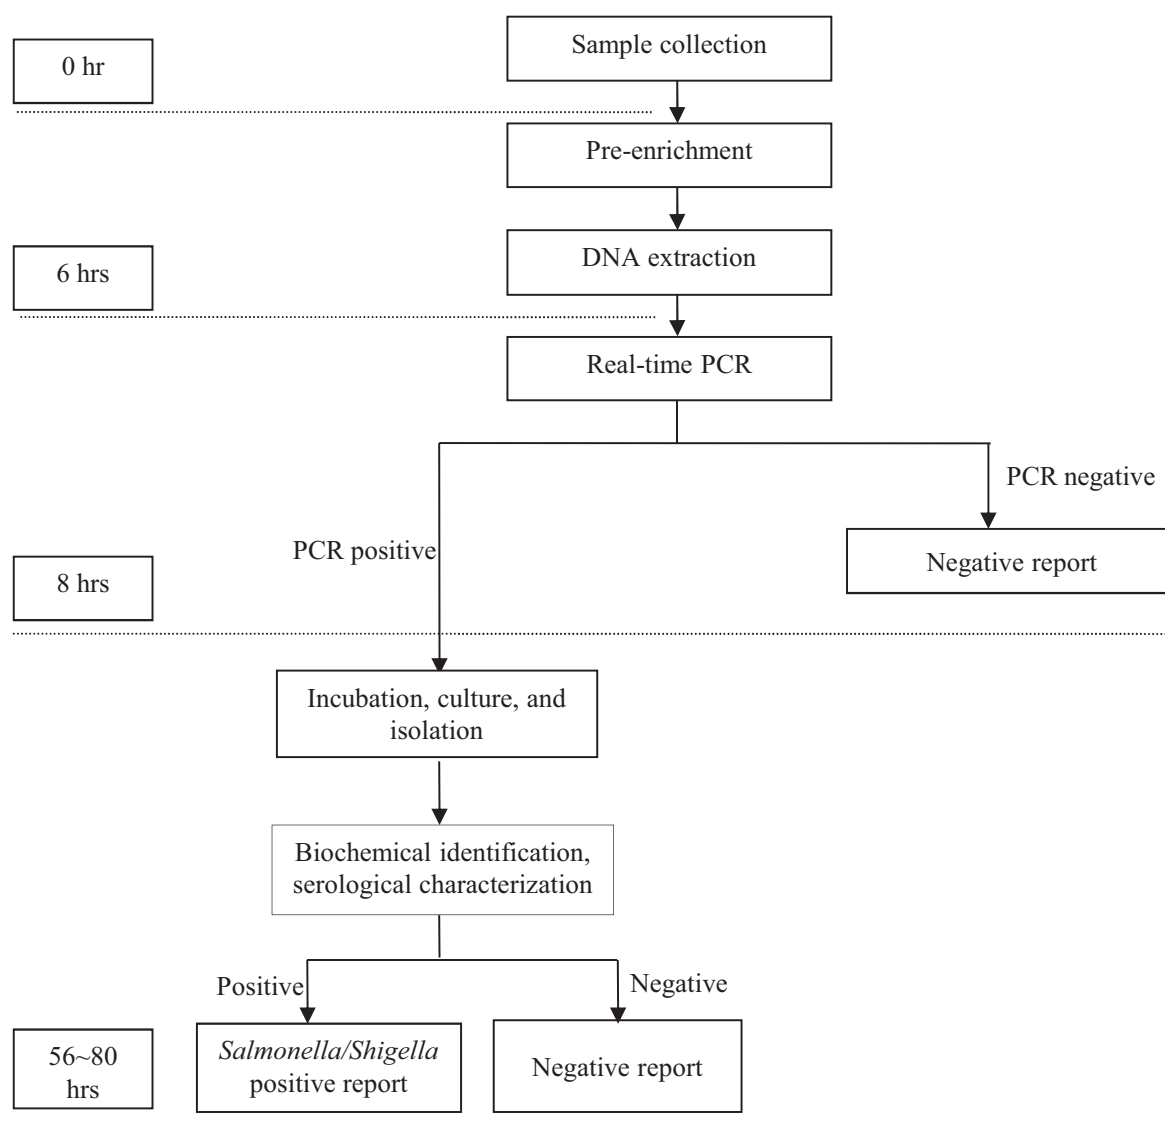 Sample collection
0 hr
Pre-enrichment
DNA extraction
6 hrs
Real-time PCR
PCR negative
PCR positive
Negative report
8 hrs
Incubation, culture, and
isolation
Biochemical identification,
serological characterization
Positive
Negative
56~80
hrs
Salmonella/Shigella
positive report
Negative report